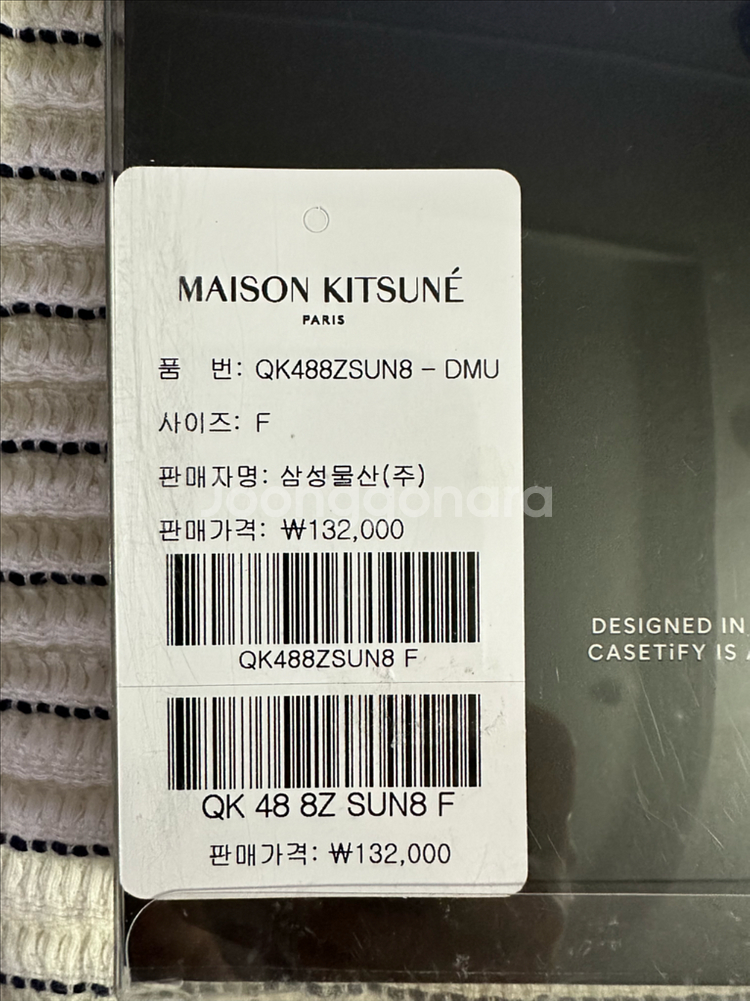 MAISON KITSUNÉ
PARIS
품 번: QK488ZSUN8 - DMU
사이즈: F
판매자명: 삼성물산(주)
Joongaonara
판매가격: ₩132,000
QK488ZSUN8 F
DESIGNED IN
CASETiFY IS
QK 48 8Z SUN8 F
판매가격: ₩132,000